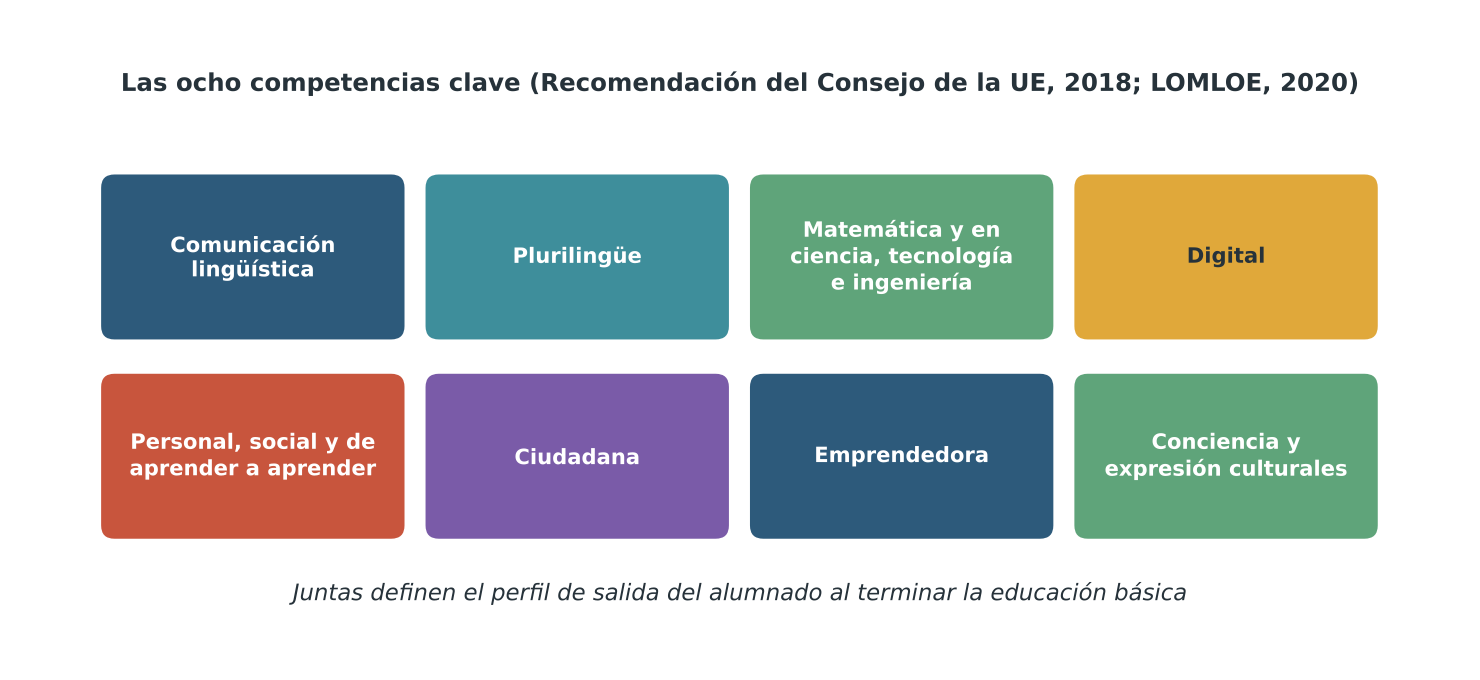 Las ocho competencias clave (Recomendación del Consejo de la UE, 2018; LOMLOE, 2020)
Comunicación
lingüística
Plurilingüe
Matemática y en
ciencia, tecnología
e ingeniería
Digital
Personal, social y de
aprender a aprender
Ciudadana
Emprendedora
Conciencia y
expresión culturales
Juntas definen el perfil de salida del alumnado al terminar la educación básica